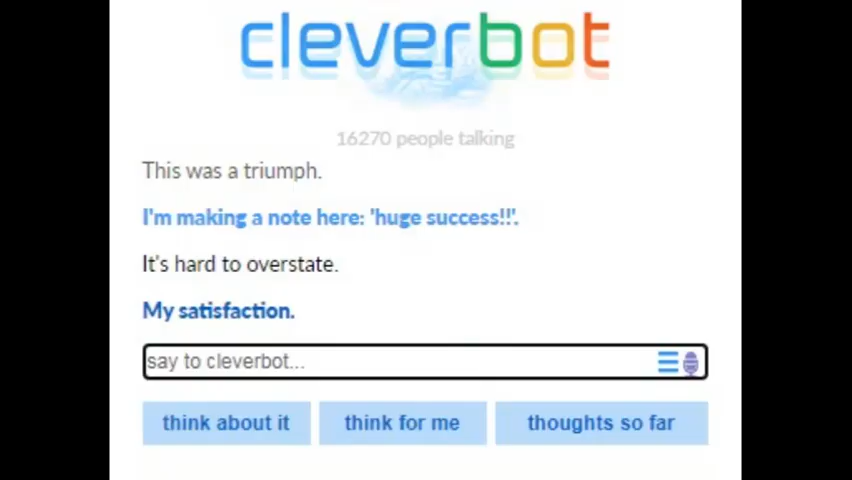 cleverbot
16270 people talking
This was a triumph.
I'm making a note here: 'huge success!!'.
It's hard to overstate.
My satisfaction.
say to cleverbot...
think about it
think for me
thoughts so far